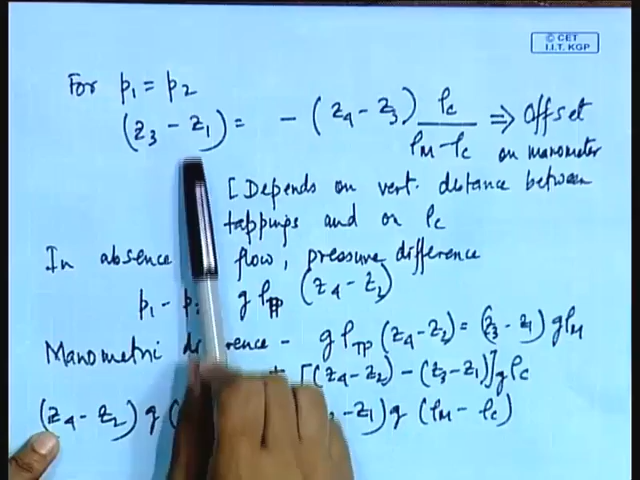 © CET
I.I.T. KGP
For p₁ = p₂
(z₃ – z₁) = – (z₄ – z₃) ρc / (ρM – ρc) ⇒ Offset
on manometer
[Depends on vert. distance between
tappings and on ρc
In absence flow, pressure difference
p₁ – p g ρTP (z₄ – z₂)
Manometri – g ρTP (z₄ – z₂) = (z₃ – z₁) g ρM
+ [(z₄ – z₂) – (z₃ – z₁)] g ρc
(z₄ – z₂) g ( – z₁) g (ρM – ρc)